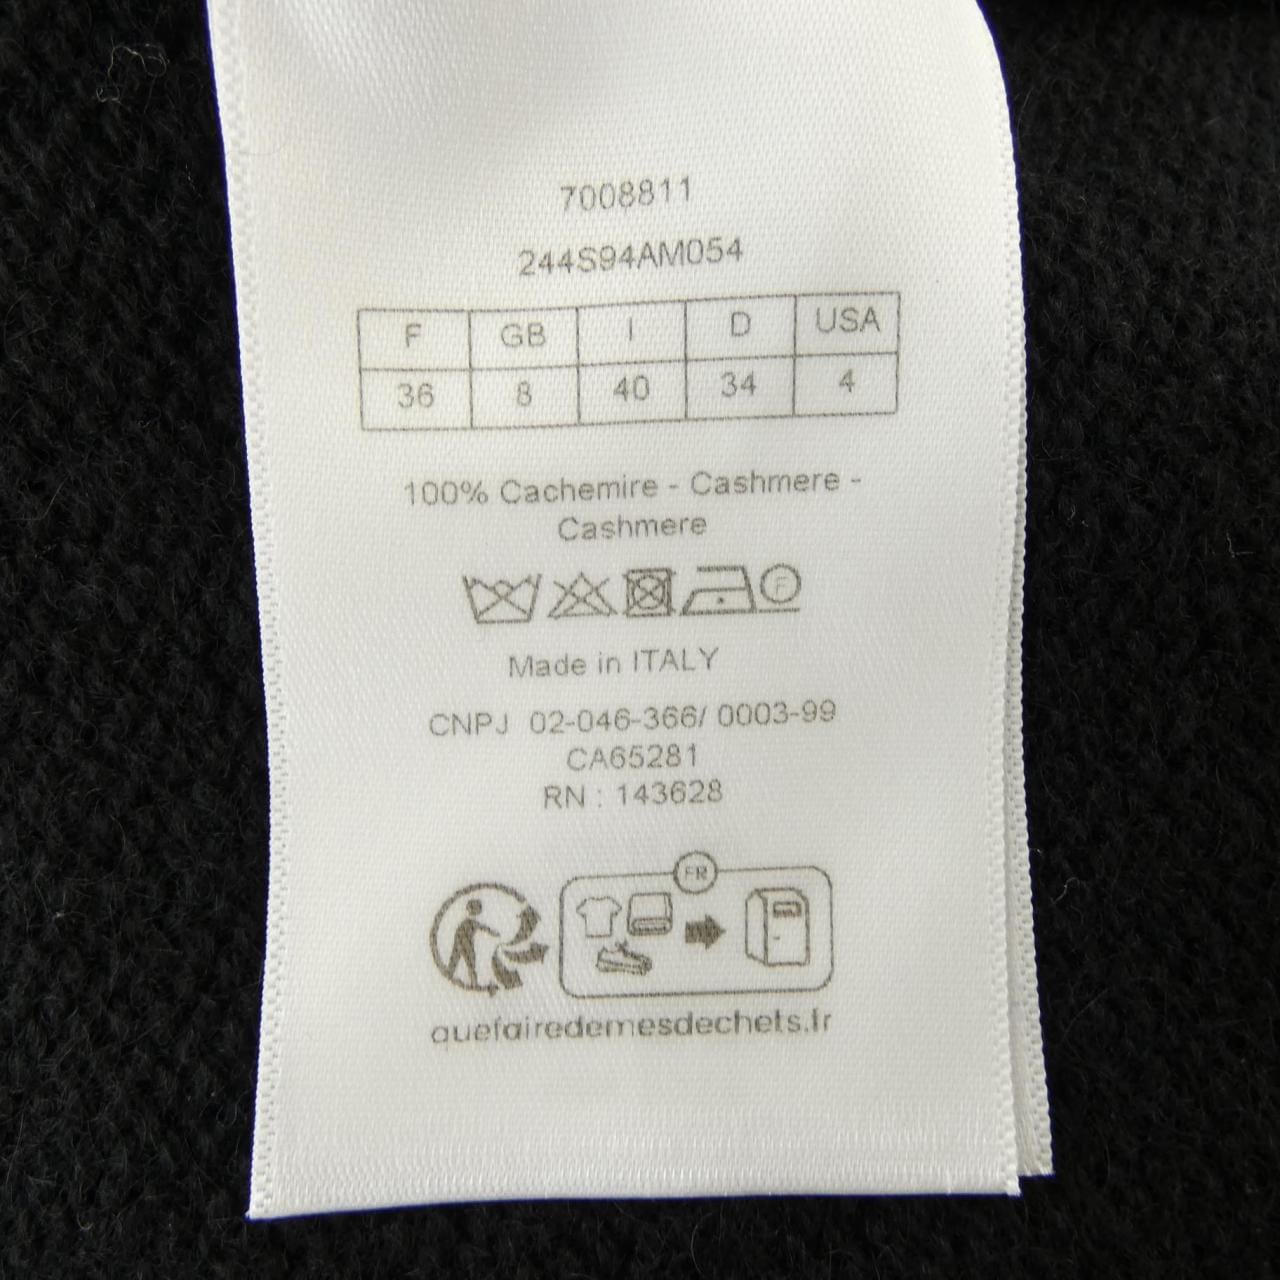 7008811
244S94AM054
F GB I D USA
36 8 40 34 4
100% Cachemire - Cashmere -
Cashmere
F
Made in ITALY
CNPJ 02-046-366/ 0003-99
CA65281
RN : 143628
FR
quefairedemesdechets.fr